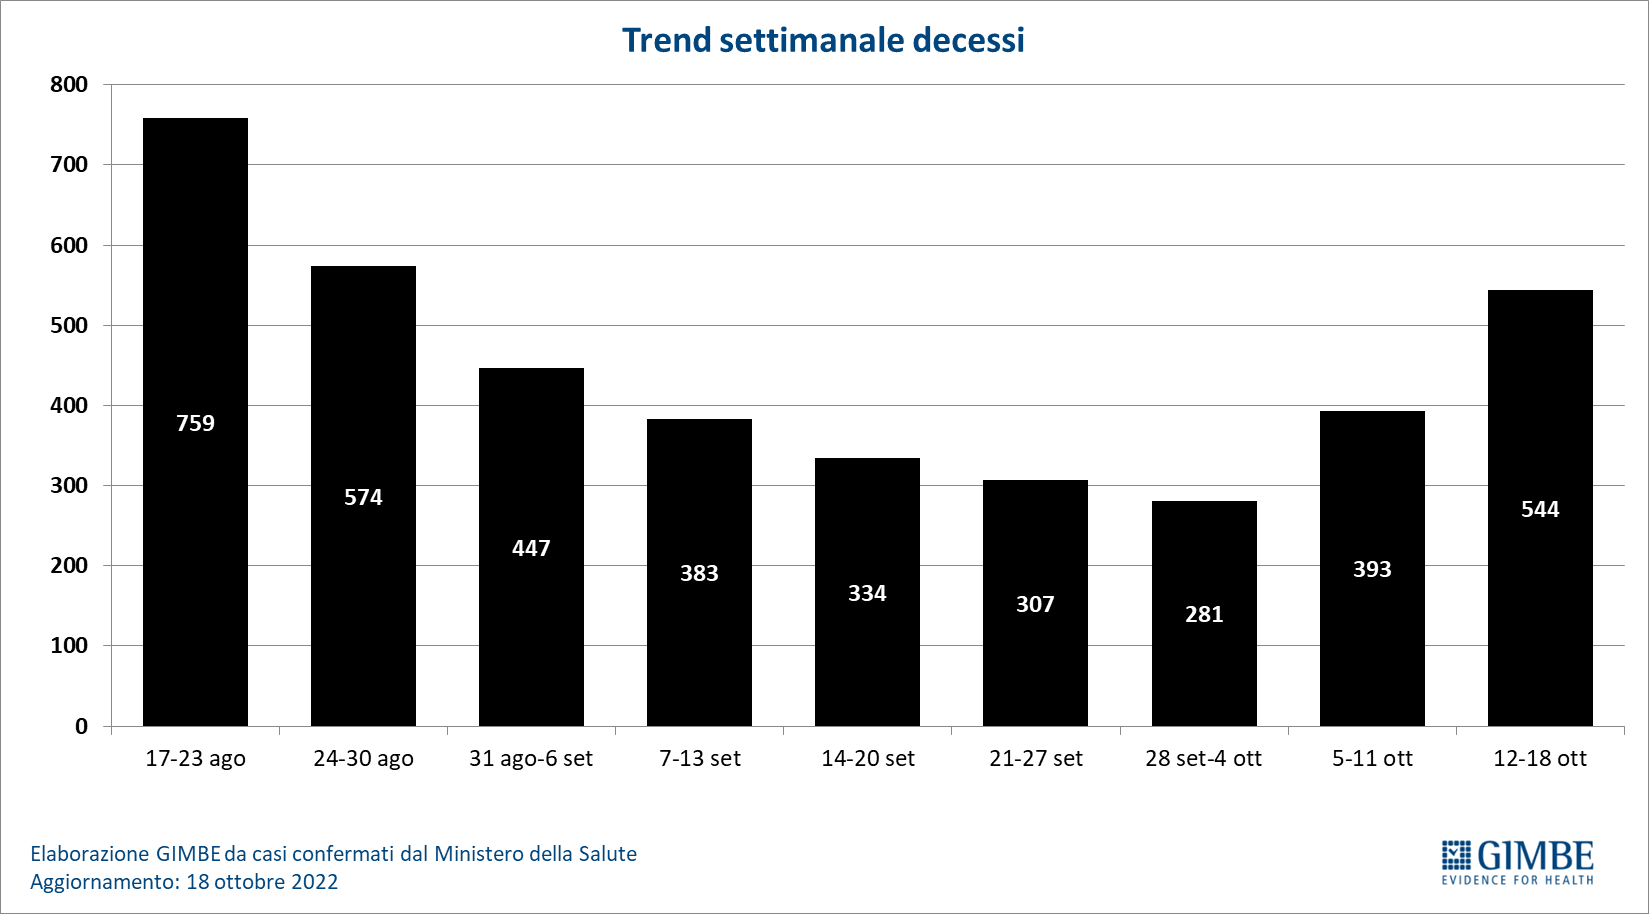 Trend settimanale decessi
800
700
600
500
400
300
200
100
0
759
574
447
383
334
307
281
393
544
17-23 ago
24-30 ago
31 ago-6 set
7-13 set
14-20 set
21-27 set
28 set-4 ott
5-11 ott
12-18 ott
Elaborazione GIMBE da casi confermati dal Ministero della Salute
Aggiornamento: 18 ottobre 2022
GIMBE
EVIDENCE FOR HEALTH